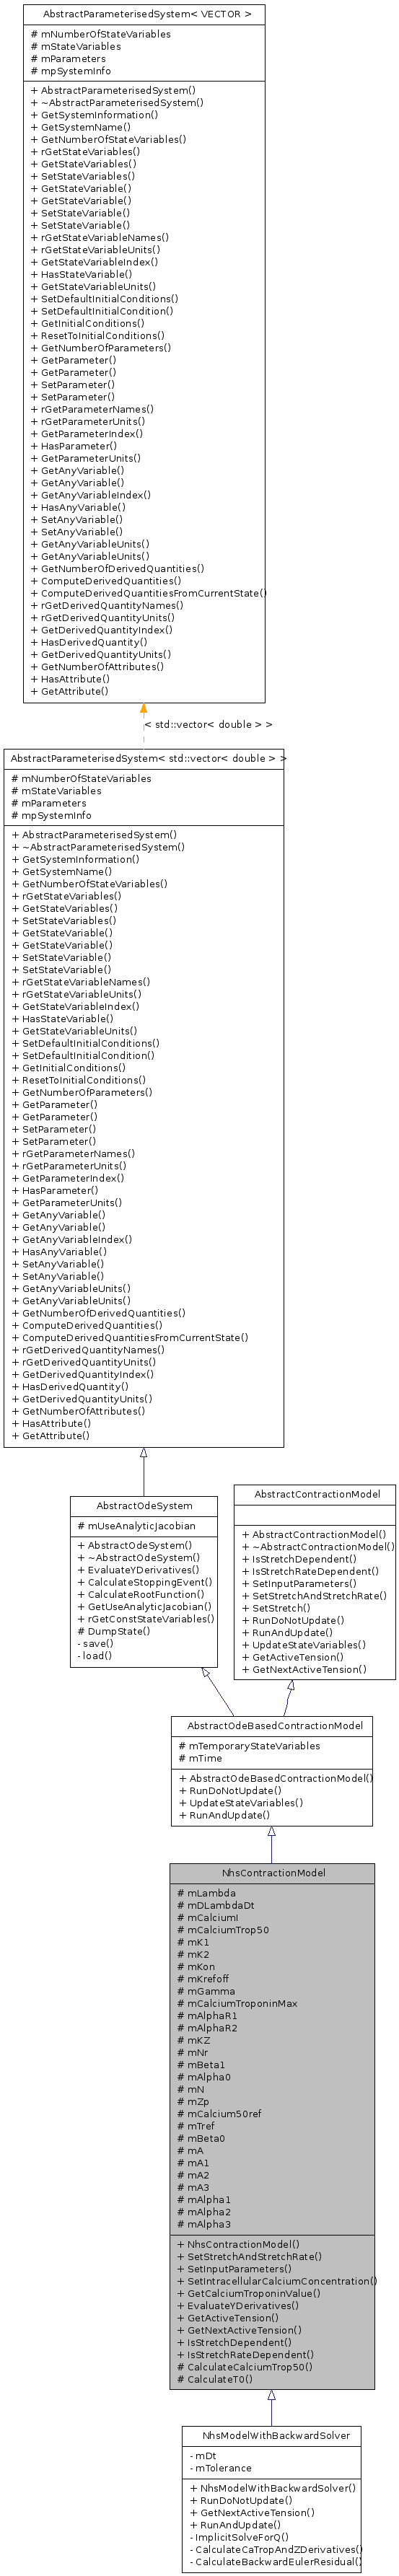 AbstractParameterisedSystem< VECTOR >
# mNumberOfStateVariables
# mStateVariables
# mParameters
# mpSystemInfo
+ AbstractParameterisedSystem()
+ ~AbstractParameterisedSystem()
+ GetSystemInformation()
+ GetSystemName()
+ GetNumberOfStateVariables()
+ rGetStateVariables()
+ GetStateVariables()
+ SetStateVariables()
+ GetStateVariable()
+ GetStateVariable()
+ SetStateVariable()
+ SetStateVariable()
+ rGetStateVariableNames()
+ rGetStateVariableUnits()
+ GetStateVariableIndex()
+ HasStateVariable()
+ GetStateVariableUnits()
+ SetDefaultInitialConditions()
+ SetDefaultInitialCondition()
+ GetInitialConditions()
+ ResetToInitialConditions()
+ GetNumberOfParameters()
+ GetParameter()
+ GetParameter()
+ SetParameter()
+ SetParameter()
+ rGetParameterNames()
+ rGetParameterUnits()
+ GetParameterIndex()
+ HasParameter()
+ GetParameterUnits()
+ GetAnyVariable()
+ GetAnyVariable()
+ GetAnyVariableIndex()
+ HasAnyVariable()
+ SetAnyVariable()
+ SetAnyVariable()
+ GetAnyVariableUnits()
+ GetAnyVariableUnits()
+ GetNumberOfDerivedQuantities()
+ ComputeDerivedQuantities()
+ ComputeDerivedQuantitiesFromCurrentState()
+ rGetDerivedQuantityNames()
+ rGetDerivedQuantityUnits()
+ GetDerivedQuantityIndex()
+ HasDerivedQuantity()
+ GetDerivedQuantityUnits()
+ GetNumberOfAttributes()
+ HasAttribute()
+ GetAttribute()
< std::vector< double > >
AbstractParameterisedSystem< std::vector< double > >
# mNumberOfStateVariables
# mStateVariables
# mParameters
# mpSystemInfo
+ AbstractParameterisedSystem()
+ ~AbstractParameterisedSystem()
+ GetSystemInformation()
+ GetSystemName()
+ GetNumberOfStateVariables()
+ rGetStateVariables()
+ GetStateVariables()
+ SetStateVariables()
+ GetStateVariable()
+ GetStateVariable()
+ SetStateVariable()
+ SetStateVariable()
+ rGetStateVariableNames()
+ rGetStateVariableUnits()
+ GetStateVariableIndex()
+ HasStateVariable()
+ GetStateVariableUnits()
+ SetDefaultInitialConditions()
+ SetDefaultInitialCondition()
+ GetInitialConditions()
+ ResetToInitialConditions()
+ GetNumberOfParameters()
+ GetParameter()
+ GetParameter()
+ SetParameter()
+ SetParameter()
+ rGetParameterNames()
+ rGetParameterUnits()
+ GetParameterIndex()
+ HasParameter()
+ GetParameterUnits()
+ GetAnyVariable()
+ GetAnyVariable()
+ GetAnyVariableIndex()
+ HasAnyVariable()
+ SetAnyVariable()
+ SetAnyVariable()
+ GetAnyVariableUnits()
+ GetAnyVariableUnits()
+ GetNumberOfDerivedQuantities()
+ ComputeDerivedQuantities()
+ ComputeDerivedQuantitiesFromCurrentState()
+ rGetDerivedQuantityNames()
+ rGetDerivedQuantityUnits()
+ GetDerivedQuantityIndex()
+ HasDerivedQuantity()
+ GetDerivedQuantityUnits()
+ GetNumberOfAttributes()
+ HasAttribute()
+ GetAttribute()
AbstractOdeSystem
# mUseAnalyticJacobian
+ AbstractOdeSystem()
+ ~AbstractOdeSystem()
+ EvaluateYDerivatives()
+ CalculateStoppingEvent()
+ CalculateRootFunction()
+ GetUseAnalyticJacobian()
+ rGetConstStateVariables()
# DumpState()
- save()
- load()
AbstractContractionModel
+ AbstractContractionModel()
+ ~AbstractContractionModel()
+ IsStretchDependent()
+ IsStretchRateDependent()
+ SetInputParameters()
+ SetStretchAndStretchRate()
+ SetStretch()
+ RunDoNotUpdate()
+ RunAndUpdate()
+ UpdateStateVariables()
+ GetActiveTension()
+ GetNextActiveTension()
AbstractOdeBasedContractionModel
# mTemporaryStateVariables
# mTime
+ AbstractOdeBasedContractionModel()
+ RunDoNotUpdate()
+ UpdateStateVariables()
+ RunAndUpdate()
NhsContractionModel
# mLambda
# mDLambdaDt
# mCalciumI
# mCalciumTrop50
# mK1
# mK2
# mKon
# mKrefoff
# mGamma
# mCalciumTroponinMax
# mAlphaR1
# mAlphaR2
# mKZ
# mNr
# mBeta1
# mAlpha0
# mN
# mZp
# mCalcium50ref
# mTref
# mBeta0
# mA
# mA1
# mA2
# mA3
# mAlpha1
# mAlpha2
# mAlpha3
+ NhsContractionModel()
+ SetStretchAndStretchRate()
+ SetInputParameters()
+ SetIntracellularCalciumConcentration()
+ GetCalciumTroponinValue()
+ EvaluateYDerivatives()
+ GetActiveTension()
+ GetNextActiveTension()
+ IsStretchDependent()
+ IsStretchRateDependent()
# CalculateCalciumTrop50()
# CalculateT0()
NhsModelWithBackwardSolver
- mDt
- mTolerance
+ NhsModelWithBackwardSolver()
+ RunDoNotUpdate()
+ GetNextActiveTension()
+ RunAndUpdate()
- ImplicitSolveForQ()
- CalculateCaTropAndZDerivatives()
- CalculateBackwardEulerResidual()